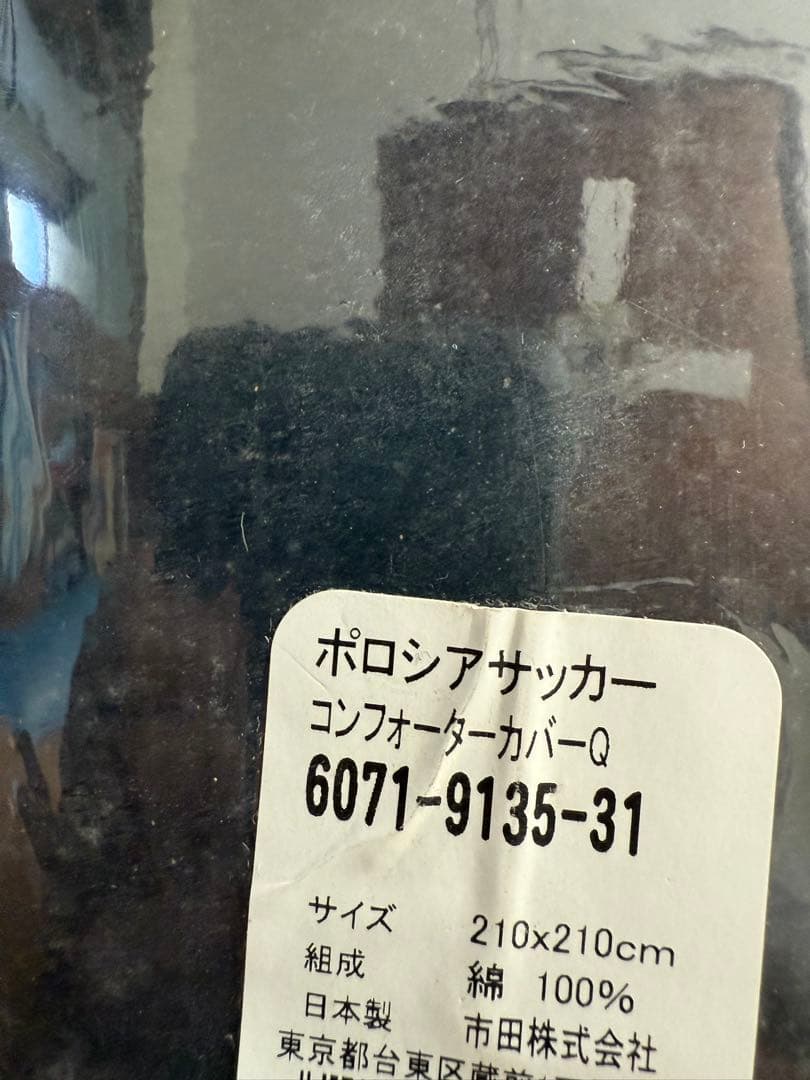 ポロシアサッカー
コンフォーターカバーQ
6071-9135-31
サイズ 210x210cm
組成 綿 100%
日本製 市田株式会社
東京都台東区蔵前